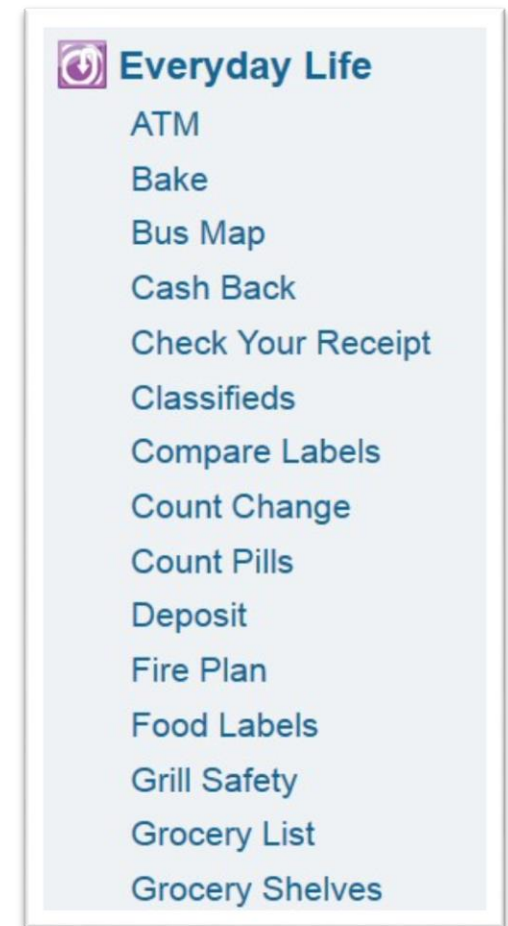 Everyday Life
ATM
Bake
Bus Map
Cash Back
Check Your Receipt
Classifieds
Compare Labels
Count Change
Count Pills
Deposit
Fire Plan
Food Labels
Grill Safety
Grocery List
Grocery Shelves